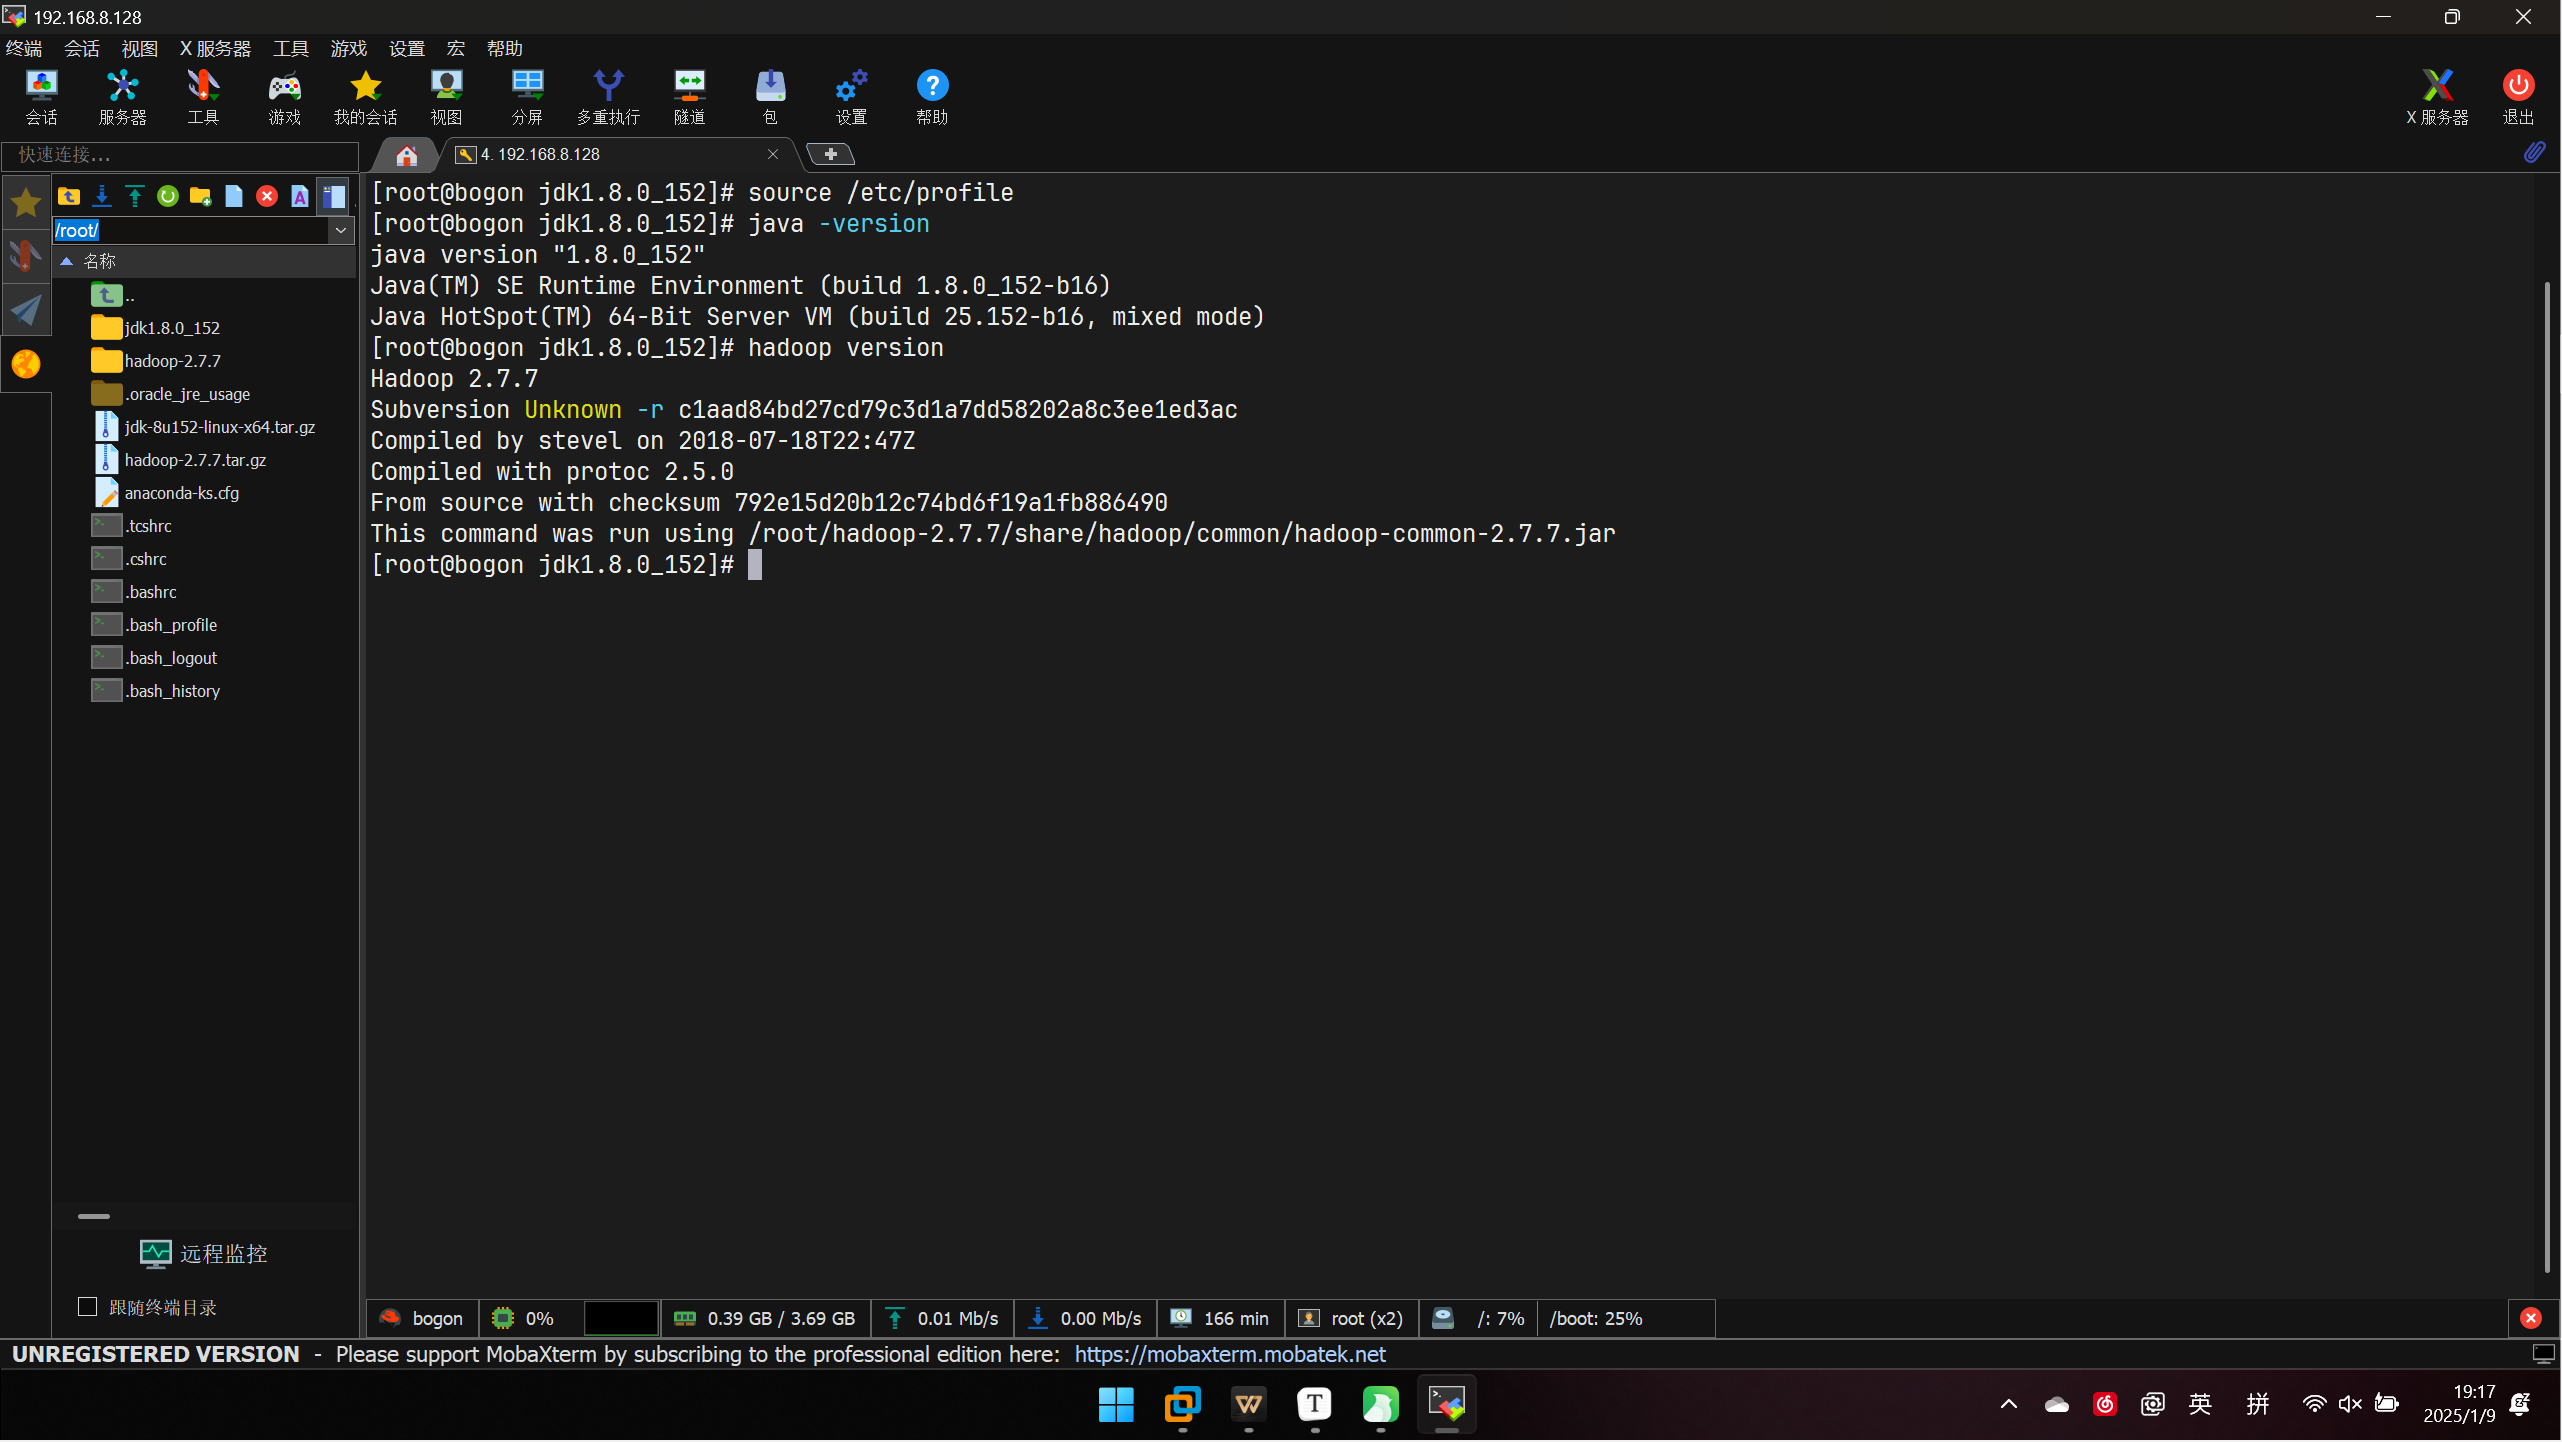 192.168.8.128
终端 会话 视图 X 服务器 工具 游戏 设置 宏 帮助
会话 服务器 工具 游戏 我的会话 视图 分屏 多重执行 隧道 包 设置 帮助 X 服务器 退出
快速连接...
4. 192.168.8.128
/root/
名称
..
jdk1.8.0_152
hadoop-2.7.7
.oracle_jre_usage
jdk-8u152-linux-x64.tar.gz
hadoop-2.7.7.tar.gz
anaconda-ks.cfg
.tcshrc
.cshrc
.bashrc
.bash_profile
.bash_logout
.bash_history
远程监控
跟随终端目录
[root@bogon jdk1.8.0_152]# source /etc/profile
[root@bogon jdk1.8.0_152]# java -version
java version "1.8.0_152"
Java(TM) SE Runtime Environment (build 1.8.0_152-b16)
Java HotSpot(TM) 64-Bit Server VM (build 25.152-b16, mixed mode)
[root@bogon jdk1.8.0_152]# hadoop version
Hadoop 2.7.7
Subversion Unknown -r c1aad84bd27cd79c3d1a7dd58202a8c3ee1ed3ac
Compiled by stevel on 2018-07-18T22:47Z
Compiled with protoc 2.5.0
From source with checksum 792e15d20b12c74bd6f19a1fb886490
This command was run using /root/hadoop-2.7.7/share/hadoop/common/hadoop-common-2.7.7.jar
[root@bogon jdk1.8.0_152]#
bogon 0% 0.39 GB / 3.69 GB 0.01 Mb/s 0.00 Mb/s 166 min root (x2) /: 7% /boot: 25%
UNREGISTERED VERSION - Please support MobaXterm by subscribing to the professional edition here: https://mobaxterm.mobatek.net
英 拼 19:17
2025/1/9